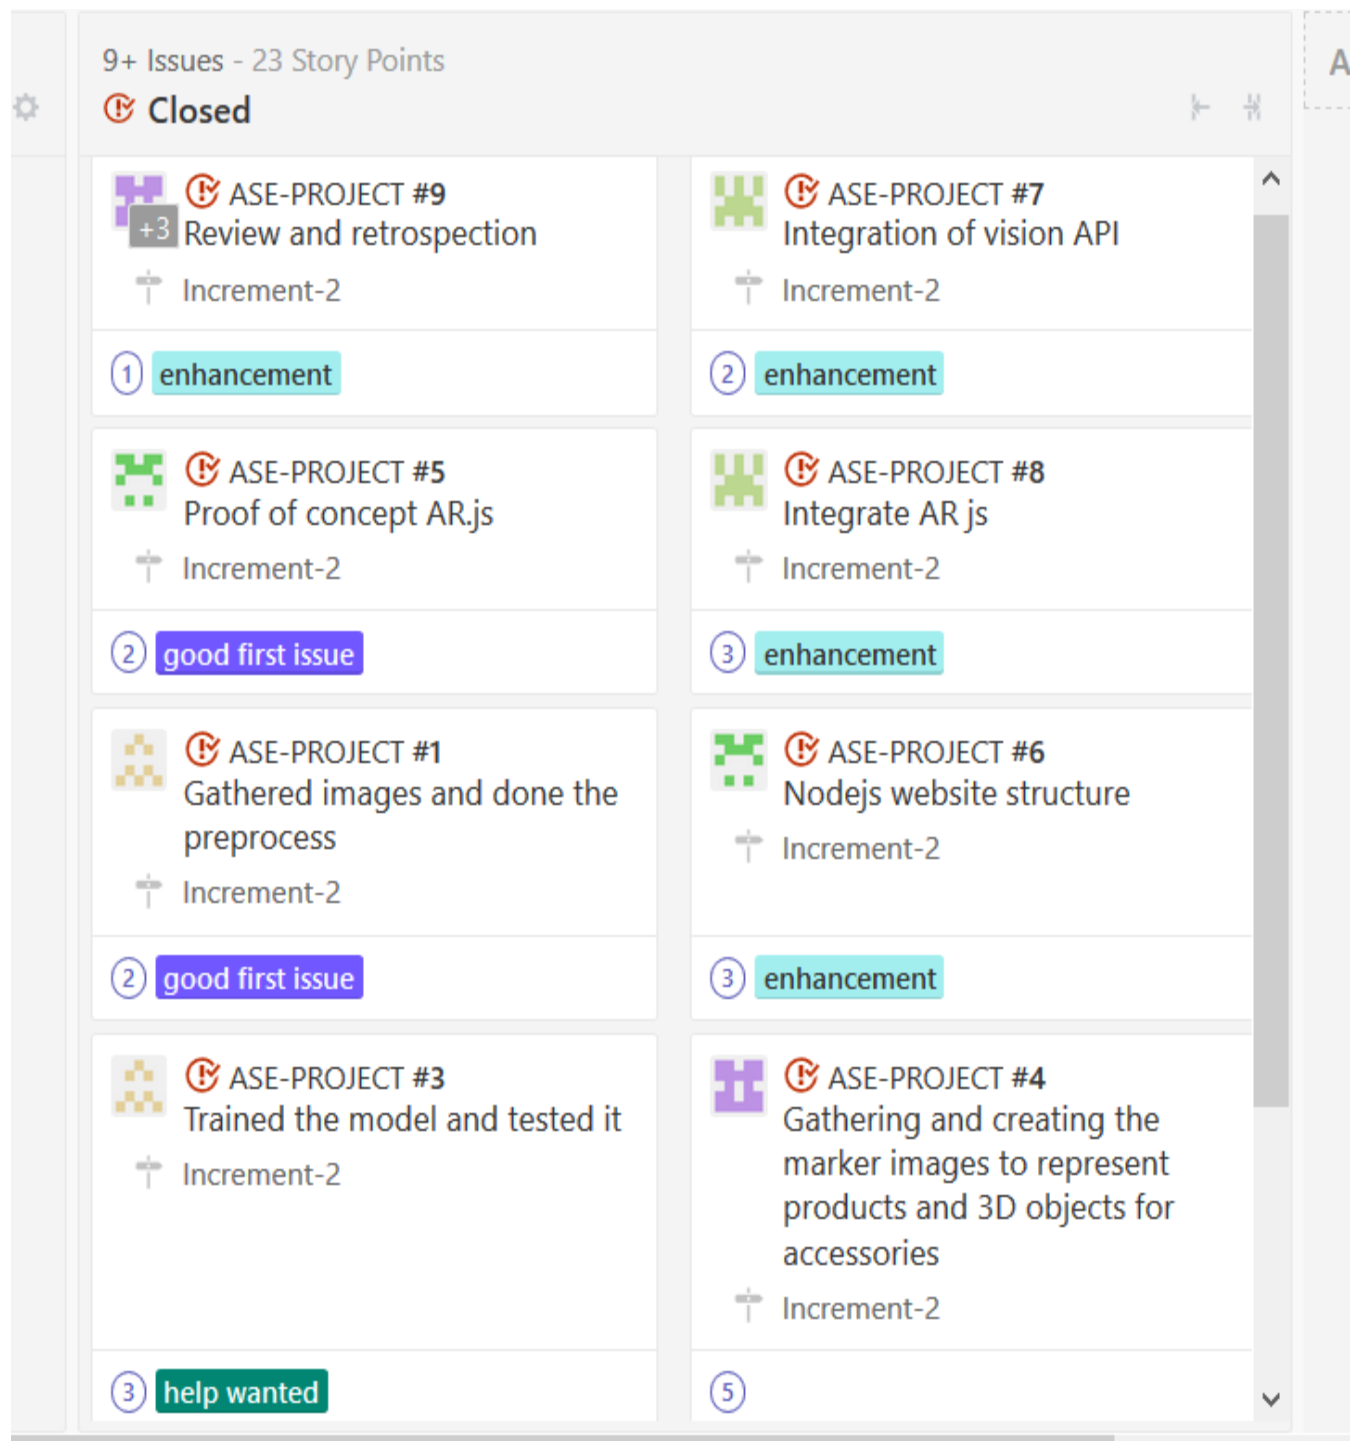 9+ Issues - 23 Story Points
Closed
A
ASE-PROJECT #9
+3
Review and retrospection
Increment-2
1 enhancement
ASE-PROJECT #7
Integration of vision API
Increment-2
2 enhancement
ASE-PROJECT #5
Proof of concept AR.js
Increment-2
2 good first issue
ASE-PROJECT #8
Integrate AR js
Increment-2
3 enhancement
ASE-PROJECT #1
Gathered images and done the
preprocess
Increment-2
2 good first issue
ASE-PROJECT #6
Nodejs website structure
Increment-2
3 enhancement
ASE-PROJECT #3
Trained the model and tested it
Increment-2
3 help wanted
ASE-PROJECT #4
Gathering and creating the
marker images to represent
products and 3D objects for
accessories
Increment-2
5